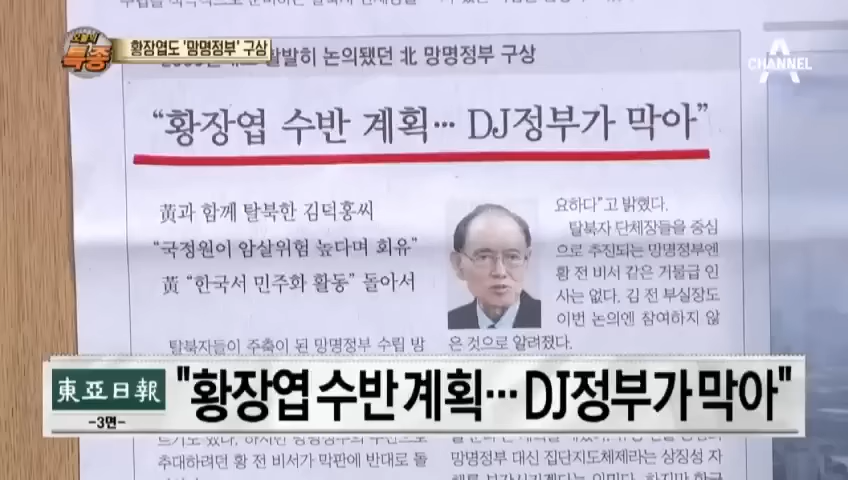 오늘의
특종
황장엽도 '망명정부' 구상
CHANNEL A
활발히 논의됐던 北 망명정부 구상
“황장엽 수반 계획… DJ정부가 막아”
黃과 함께 탈북한 김덕홍씨
“국정원이 암살위험 높다며 회유”
黃 “한국서 민주화 활동” 돌아서
탈북자들이 주축이 된 망명정부 수립 방
요하다”고 밝혔다.
탈북자 단체장들을 중심
으로 추진되는 망명정부엔
황 전 비서 같은 거물급 인
사는 없다. 김 전 부실장도
이번 논의엔 참여하지 않
은 것으로 알려졌다.
東亞日報
-3면-
"황장엽 수반 계획… DJ정부가 막아"
추대하려던 황 전 비서가 막판에 반대로 돌
망명정부 대신 집단지도체제라는 상징성 자